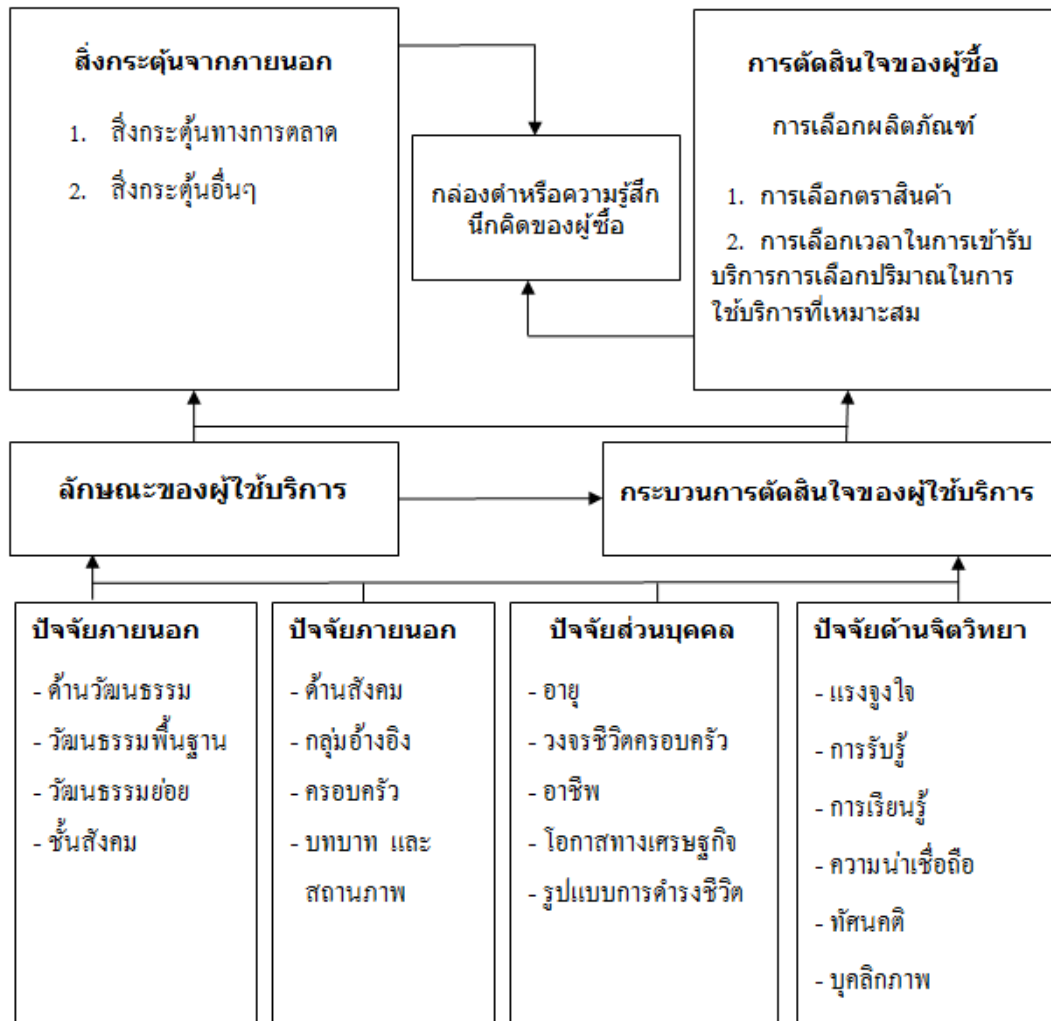 สิ่งกระตุ้นจากภายนอก
1. สิ่งกระตุ้นทางการตลาด
2. สิ่งกระตุ้นอื่นๆ
กล่องดำหรือความรู้สึก
นึกคิดของผู้ซื้อ
การตัดสินใจของผู้ซื้อ
การเลือกผลิตภัณฑ์
1. การเลือกตราสินค้า
2. การเลือกเวลาในการเข้ารับ
บริการการเลือกปริมาณในการ
ใช้บริการที่เหมาะสม
ลักษณะของผู้ใช้บริการ
กระบวนการตัดสินใจของผู้ใช้บริการ
ปัจจัยภายนอก
- ด้านวัฒนธรรม
- วัฒนธรรมพื้นฐาน
- วัฒนธรรมย่อย
- ชั้นสังคม
ปัจจัยภายนอก
- ด้านสังคม
- กลุ่มอ้างอิง
- ครอบครัว
- บทบาท และ
สถานภาพ
ปัจจัยส่วนบุคคล
- อายุ
- วงจรชีวิตครอบครัว
- อาชีพ
- โอกาสทางเศรษฐกิจ
- รูปแบบการดำรงชีวิต
ปัจจัยด้านจิตวิทยา
- แรงจูงใจ
- การรับรู้
- การเรียนรู้
- ความน่าเชื่อถือ
- ทัศนคติ
- บุคลิกภาพ